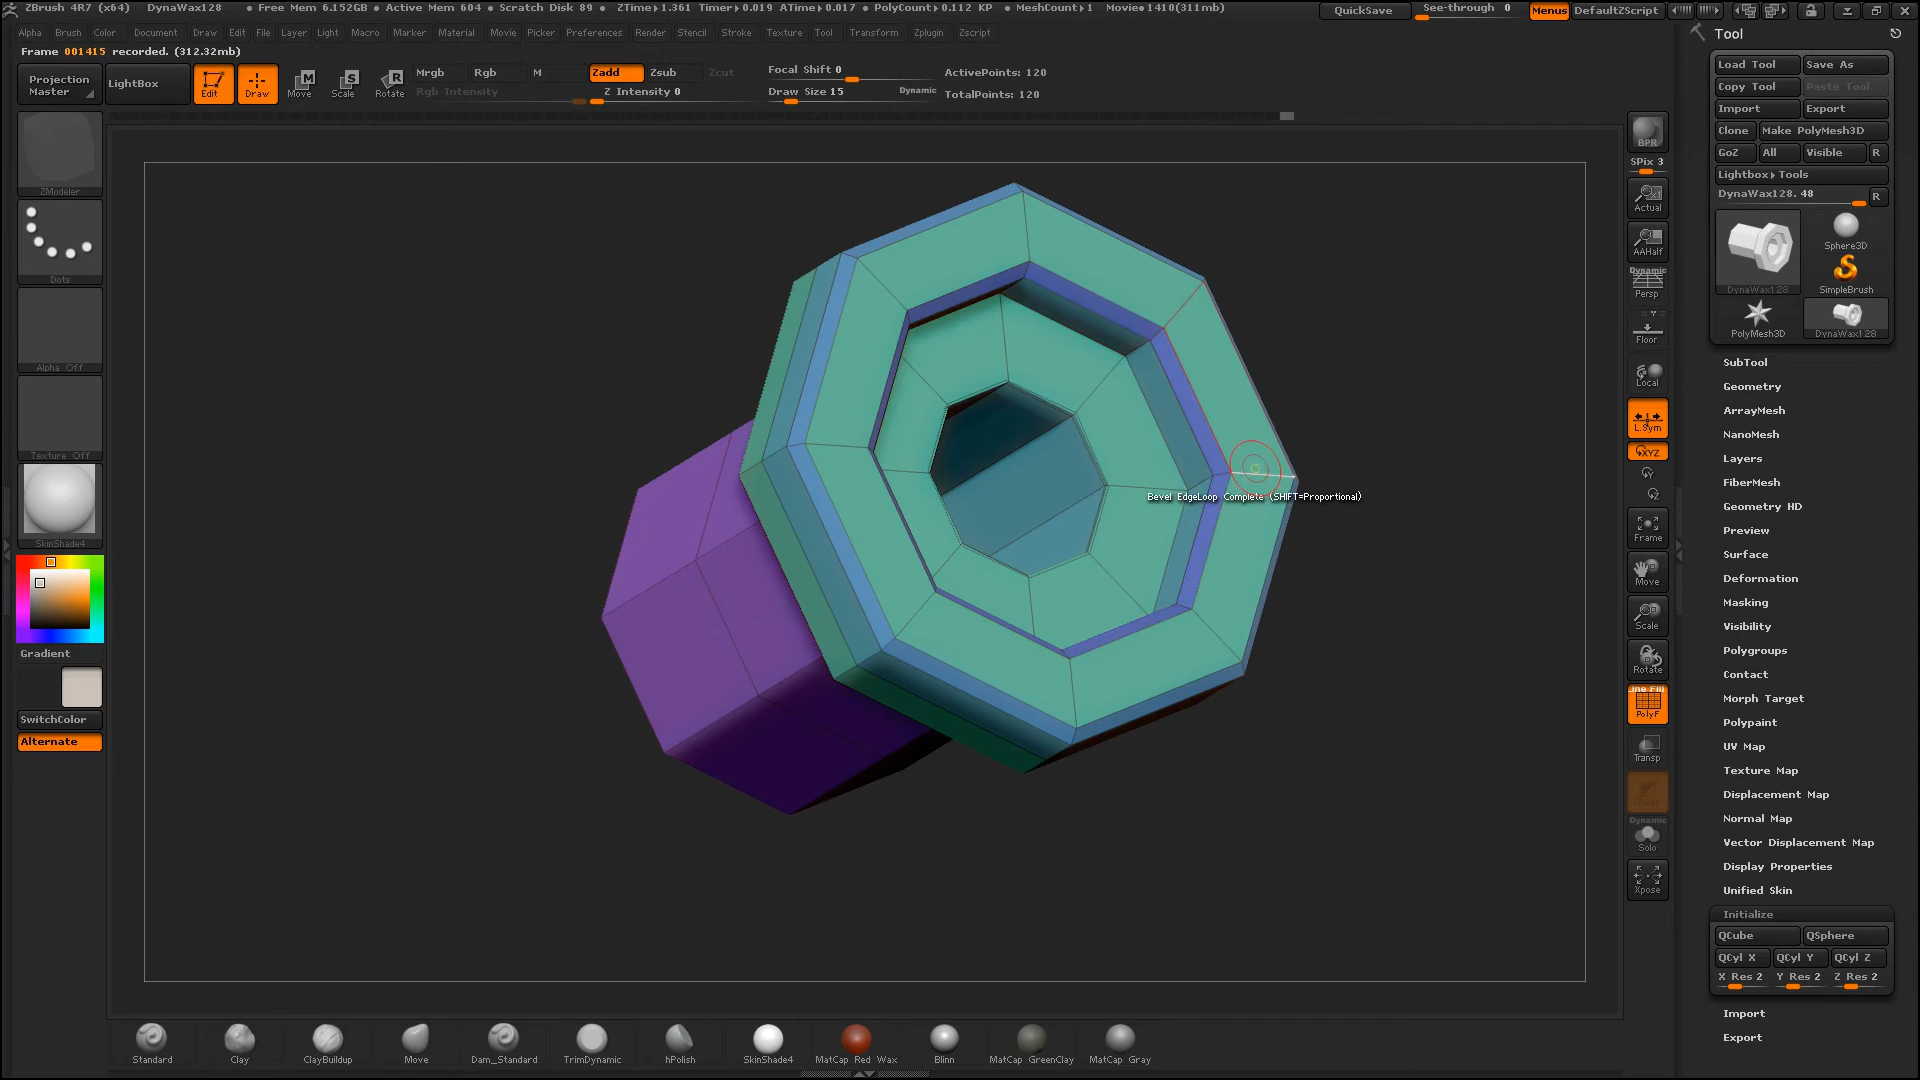 ZBrush 4R7 (x64) DynaWax128 • Free Mem 6.152GB • Active Mem 604 • Scratch Disk 89 • ZTime▸1.361 Timer▸0.019 ATime▸0.017 • PolyCount▸0.112 KP • MeshCount▸1 Movie●1410(311mb) QuickSave See-through 0 Menus DefaultZScript
Alpha Brush Color Document Draw Edit File Layer Light Macro Marker Material Movie Picker Preferences Render Stencil Stroke Texture Tool Transform Zplugin Zscript
Frame 001415 recorded. (312.32mb)
Projection Master
LightBox
Edit
Draw
Move
Scale
Rotate
Mrgb Rgb M Zadd Zsub Zcut
Rgb Intensity Z Intensity 0
Focal Shift 0
Draw Size 15 Dynamic
ActivePoints: 120
TotalPoints: 120
ZModeler
Dots
Alpha Off
Texture Off
SkinShade4
Gradient
SwitchColor
Alternate
Bevel EdgeLoop Complete (SHIFT=Proportional)
BPR
SPix 3
Actual
AAHalf
Dynamic
Persp
Floor
Local
L.Sym
XYZ
Frame
Move
Scale
Rotate
Line Fill
PolyF
Transp
Dynamic
Solo
Xpose
Tool
Load Tool Save As
Copy Tool Paste Tool
Import Export
Clone Make PolyMesh3D
GoZ All Visible R
Lightbox▸Tools
DynaWax128. 48 R
DynaWax128
Sphere3D
SimpleBrush
PolyMesh3D
DynaWax128
SubTool
Geometry
ArrayMesh
NanoMesh
Layers
FiberMesh
Geometry HD
Preview
Surface
Deformation
Masking
Visibility
Polygroups
Contact
Morph Target
Polypaint
UV Map
Texture Map
Displacement Map
Normal Map
Vector Displacement Map
Display Properties
Unified Skin
Initialize
QCube QSphere
QCyl X QCyl Y QCyl Z
X Res 2 Y Res 2 Z Res 2
Import
Export
Standard Clay ClayBuildup Move Dam_Standard TrimDynamic hPolish SkinShade4 MatCap Red Wax Blinn MatCap GreenClay MatCap Gray